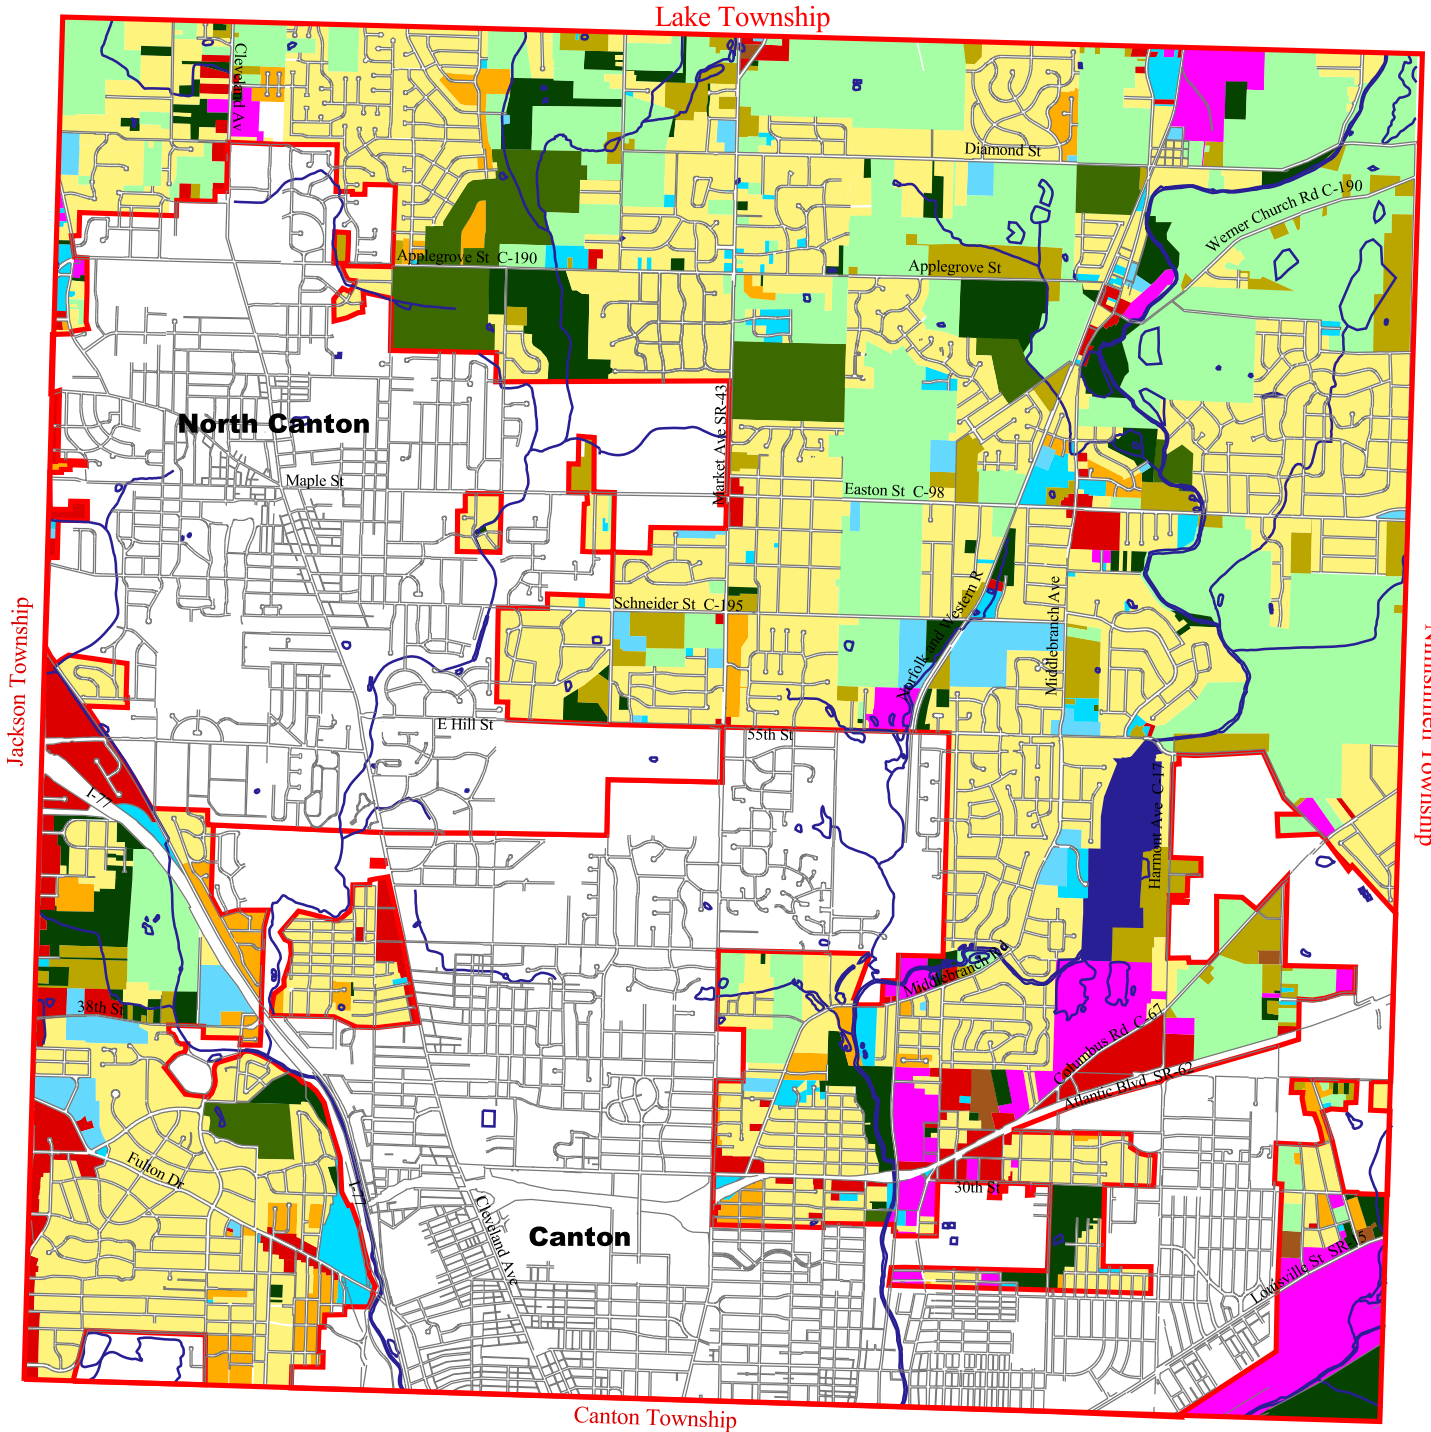 Lake Township
Cleveland Av
Diamond St
Werner Church Rd C-190
Applegrove St C-190
Applegrove St
North Canton
Market Ave SR-43
Maple St
Easton St C-98
Schneider St C-195
Norfolk and Western R
Middlebranch Ave
Jackson Township
E Hill St
55th St
I-77
Harmont Ave C-17
Middlebranch Rd
38th St
Columbus Rd C-67
Atlantic Blvd SR-62
Fulton Dr
I-77
30th St
Cleveland Ave
Canton
Louisville St SR-15
Canton Township